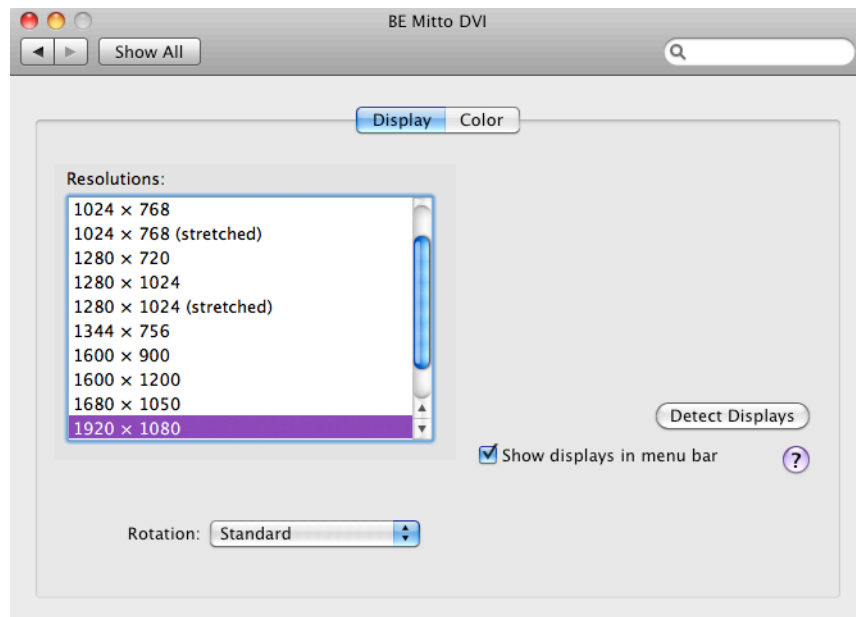 BE Mitto DVI
Show All
Display Color
Resolutions:
1024 × 768
1024 × 768 (stretched)
1280 × 720
1280 × 1024
1280 × 1024 (stretched)
1344 × 756
1600 × 900
1600 × 1200
1680 × 1050
1920 × 1080
Detect Displays
Show displays in menu bar
?
Rotation: Standard